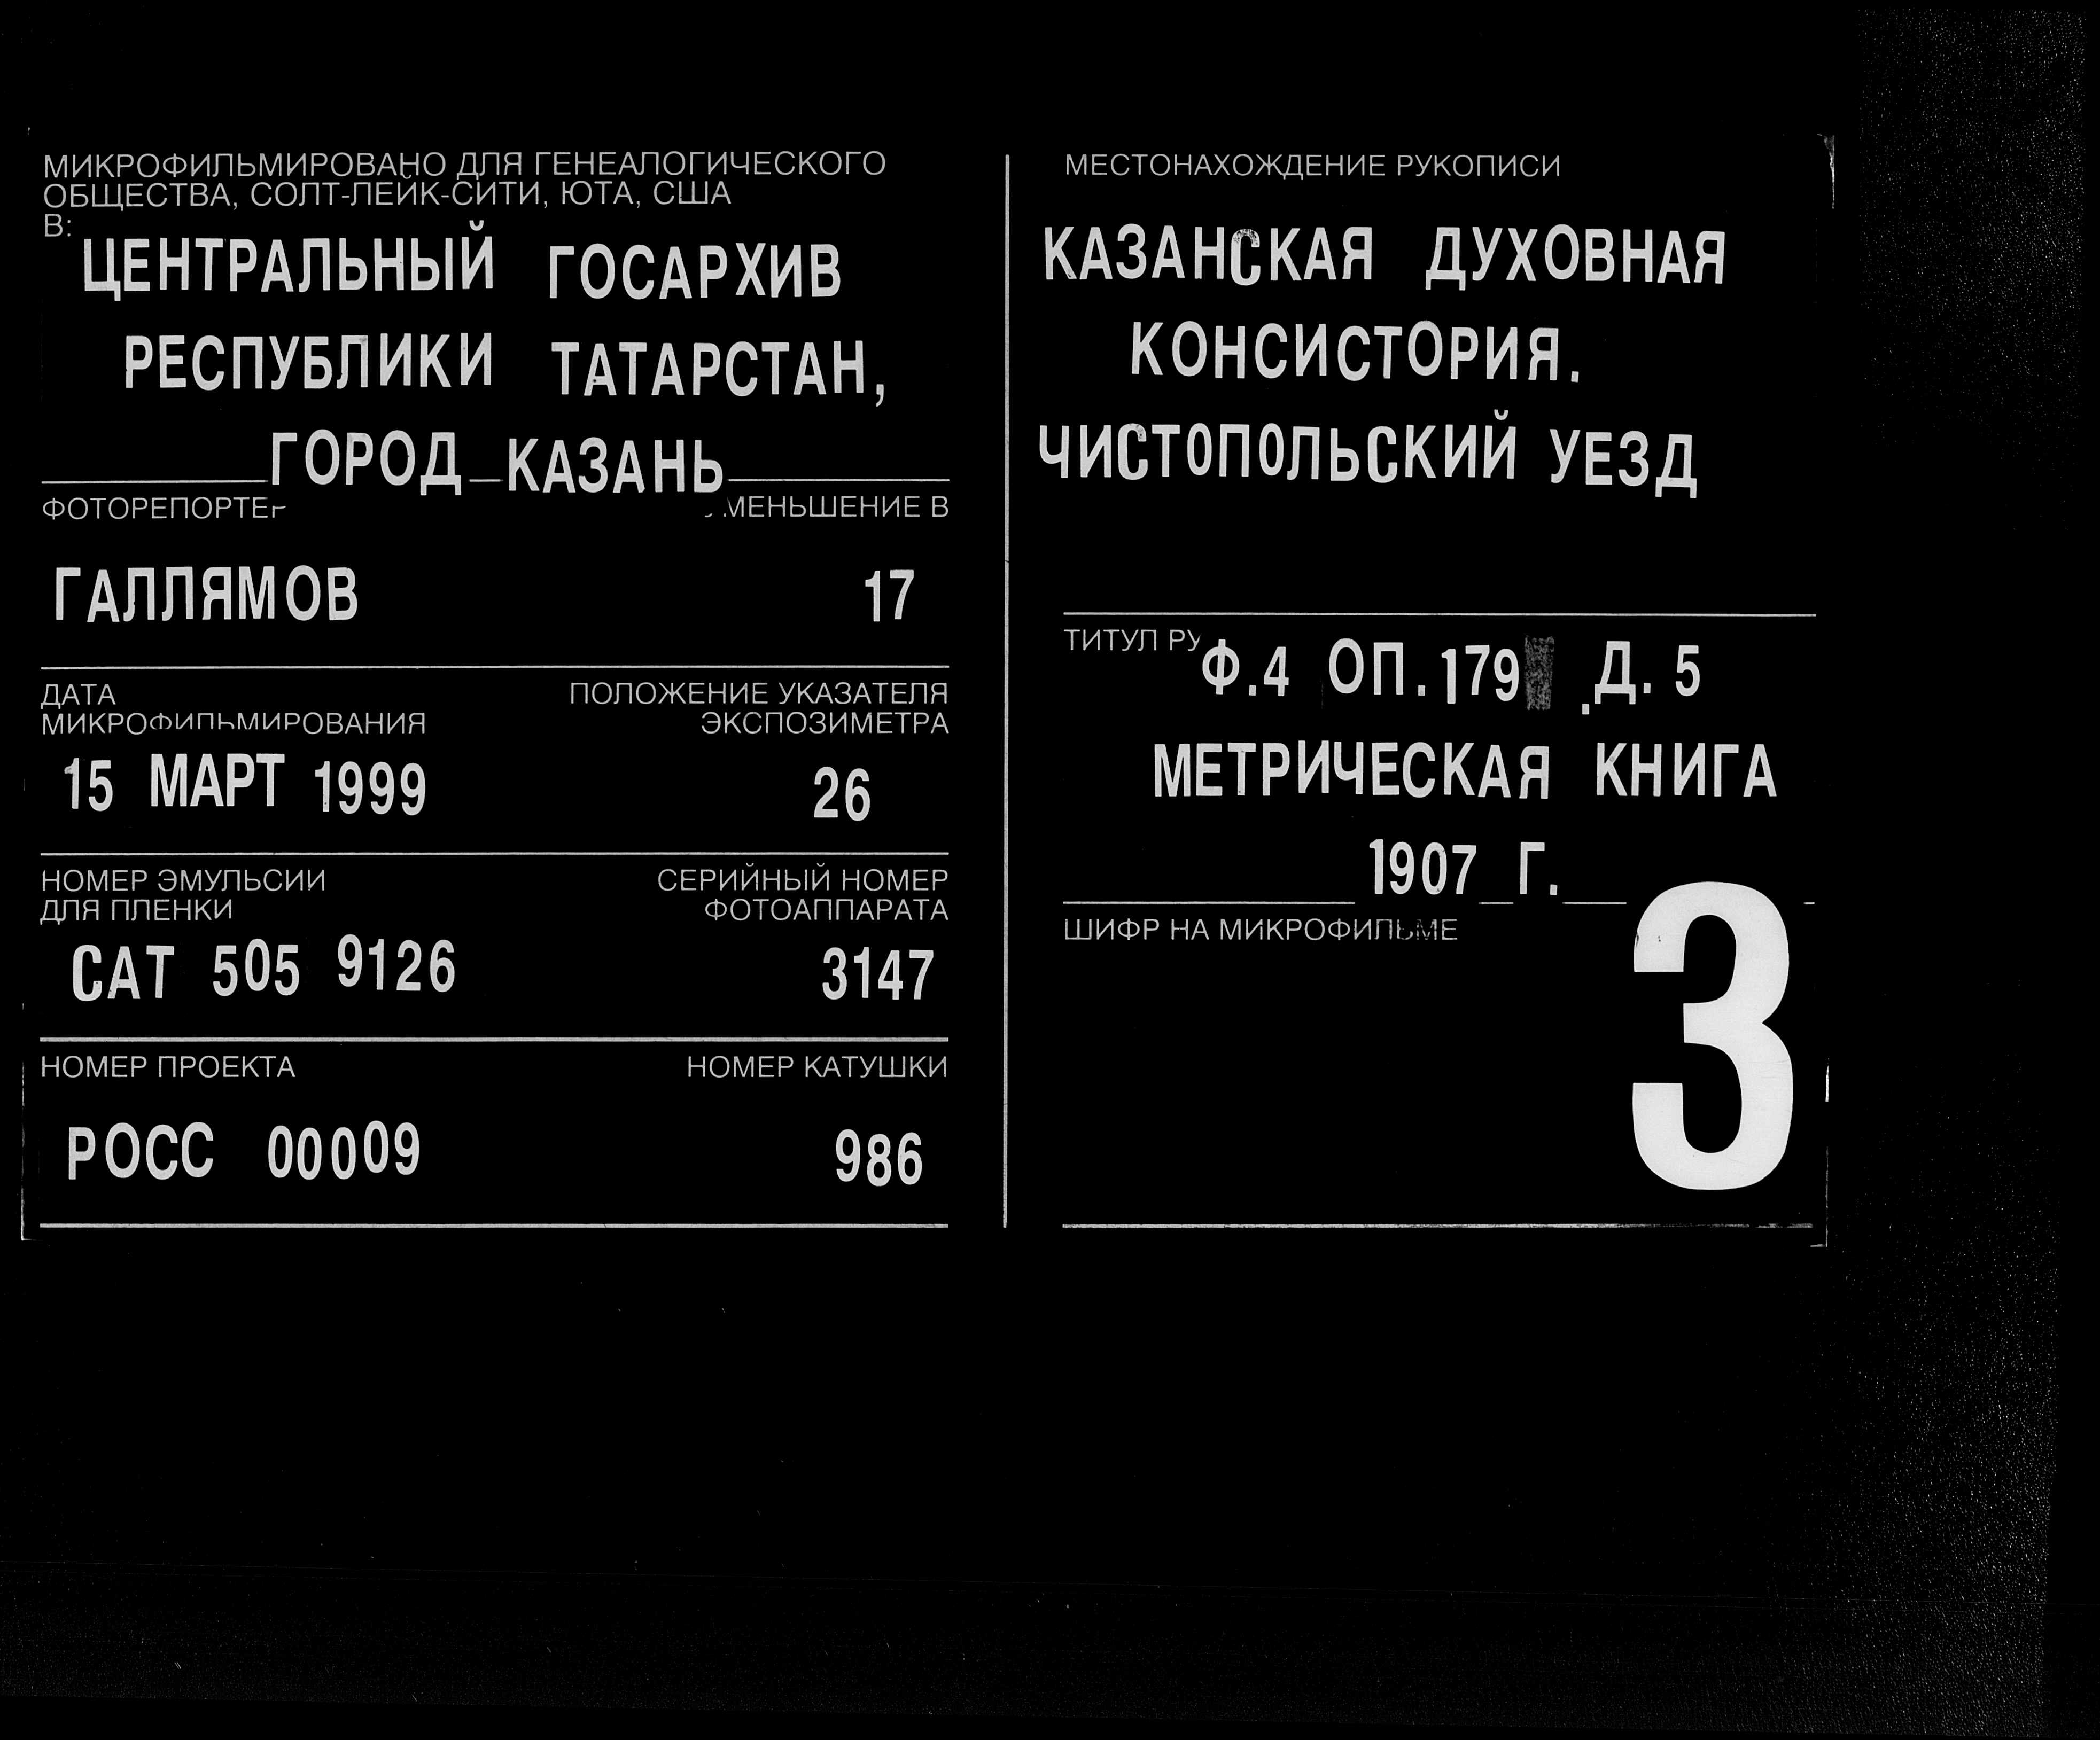 МИКРОФИЛЬМИРОВАНО ДЛЯ ГЕНЕАЛОГИЧЕСКОГО
ОБЩЕСТВА, СОЛТ-ЛЕЙК-СИТИ, ЮТА, США
В:
ЦЕНТРАЛЬНЫЙ ГОСАРХИВ
РЕСПУБЛИКИ ТАТАРСТАН,
ГОРОД КАЗАНЬ
ФОТОРЕПОРТЕР УМЕНЬШЕНИЕ В
ГАЛЛЯМОВ 17
ДАТА ПОЛОЖЕНИЕ УКАЗАТЕЛЯ
МИКРОФИЛЬМИРОВАНИЯ ЭКСПОЗИМЕТРА
15 МАРТ 1999 26
НОМЕР ЭМУЛЬСИИ СЕРИЙНЫЙ НОМЕР
ДЛЯ ПЛЕНКИ ФОТОАППАРАТА
САТ 505 9126 3147
НОМЕР ПРОЕКТА НОМЕР КАТУШКИ
РОСС 00009 986
МЕСТОНАХОЖДЕНИЕ РУКОПИСИ
КАЗАНСКАЯ ДУХОВНАЯ
КОНСИСТОРИЯ.
ЧИСТОПОЛЬСКИЙ УЕЗД
ТИТУЛ РУ
Ф.4 ОП.179 Д.5
МЕТРИЧЕСКАЯ КНИГА
1907 Г.
ШИФР НА МИКРОФИЛЬМЕ
3